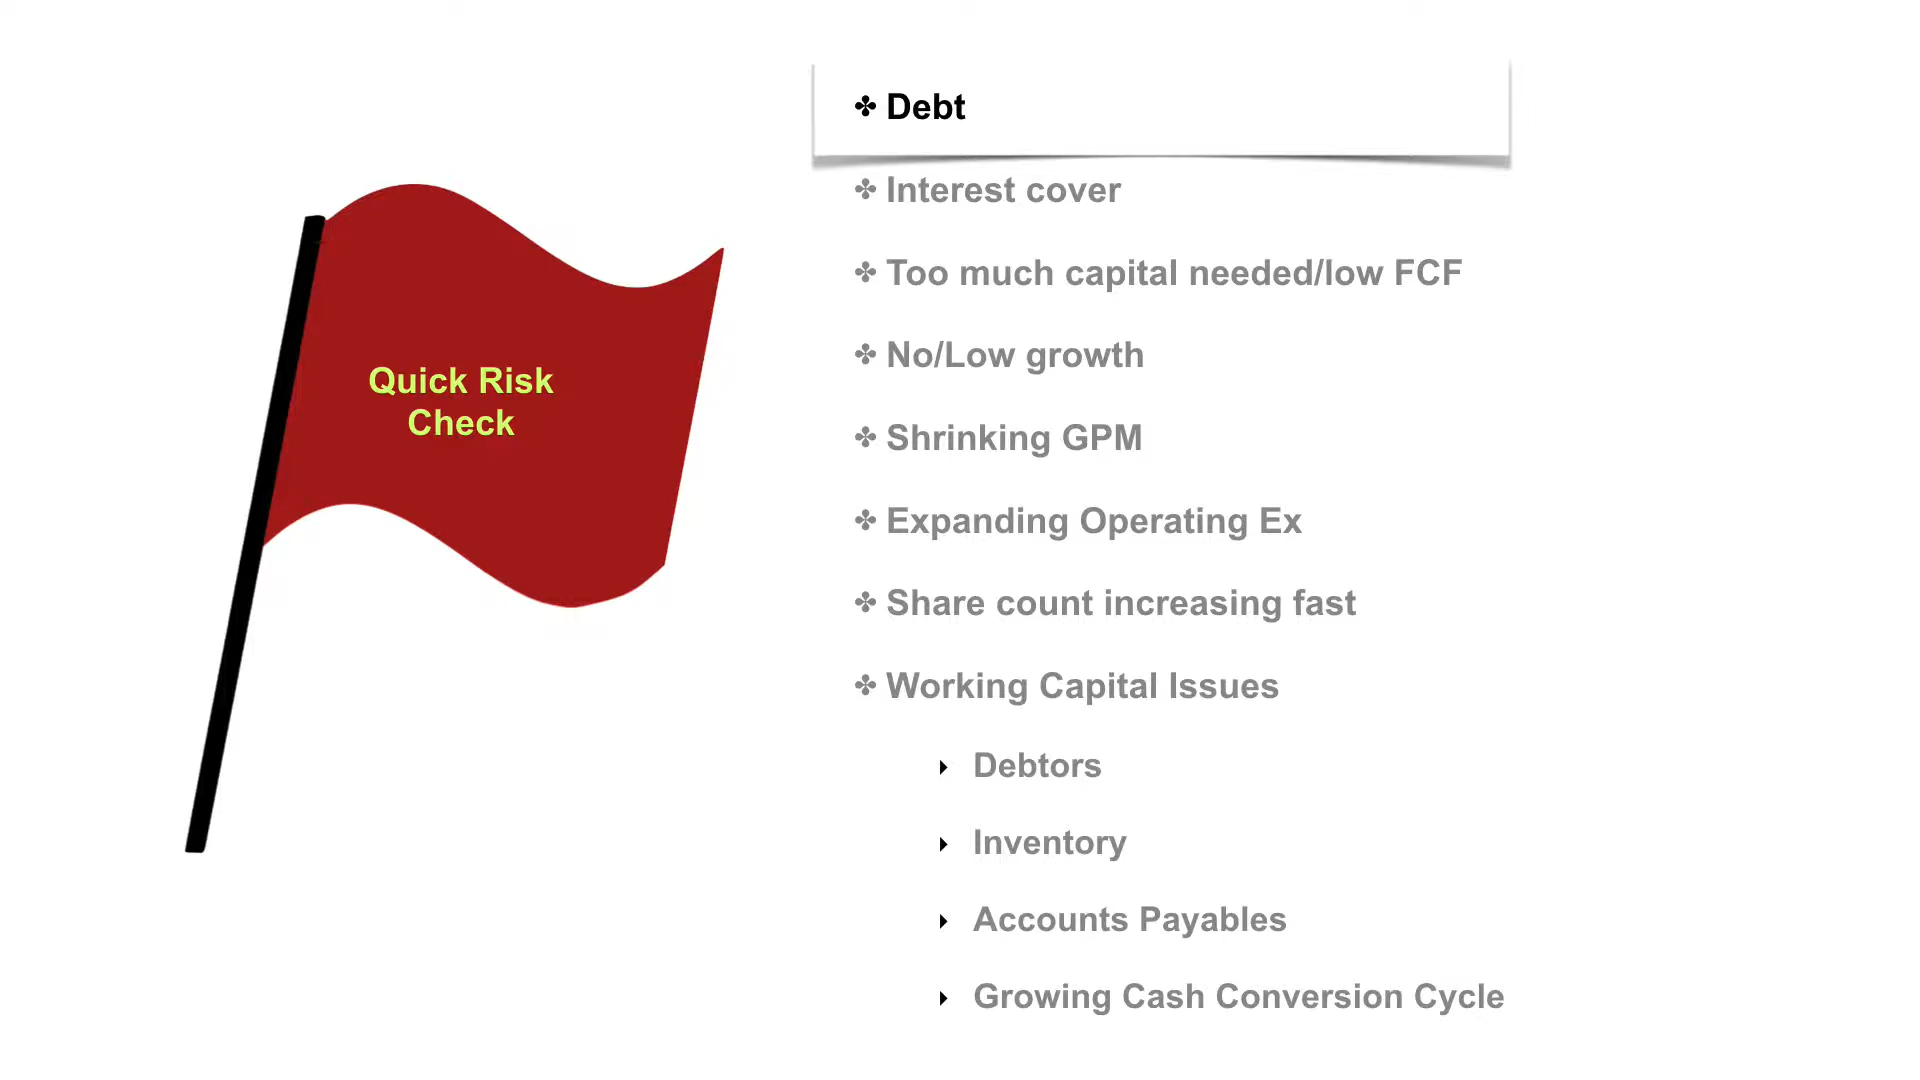 Quick Risk
Check
✤ Debt
✤ Interest cover
✤ Too much capital needed/low FCF
✤ No/Low growth
✤ Shrinking GPM
✤ Expanding Operating Ex
✤ Share count increasing fast
✤ Working Capital Issues
Debtors
Inventory
Accounts Payables
Growing Cash Conversion Cycle